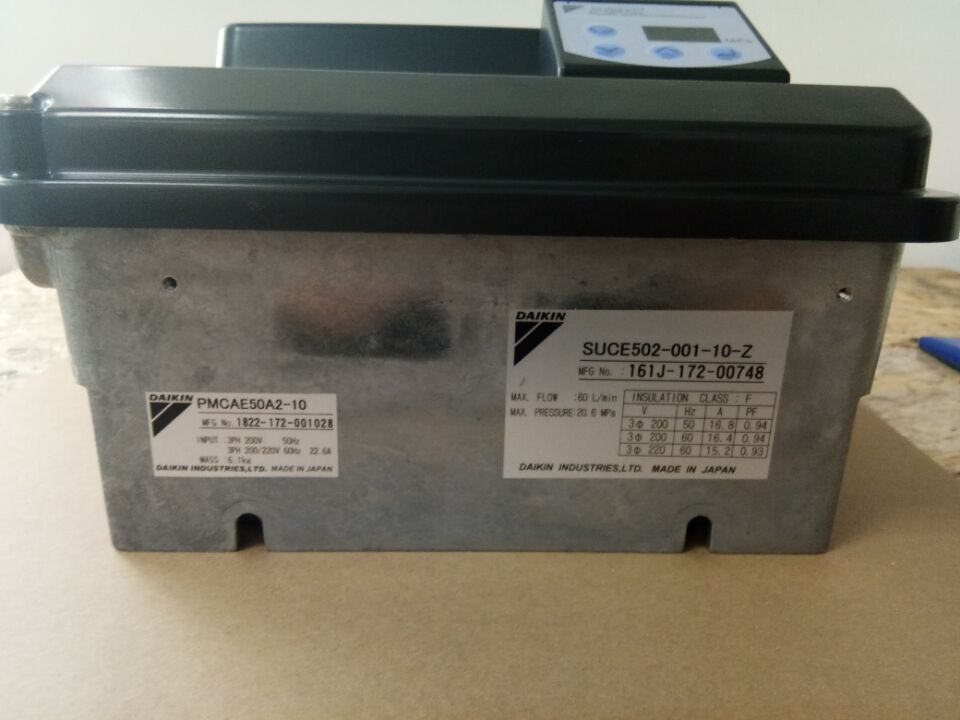 MPa
DAIKIN
PMCAE50A2-10
MFG No. 1822-172-001028
INPUT :3PH 200V 50Hz
3PH 200/220V 60Hz 22.6A
MASS :6.1kg
DAIKIN INDUSTRIES,LTD. MADE IN JAPAN
DAIKIN
SUCE502-001-10-Z
MFG No. :161J-172-00748
MAX. FLOW :60 L/min
MAX. PRESSURE:20.6 MPa
INSULATION CLASS : F
V Hz A PF
3Φ 200 50 16.8 0.94
3Φ 200 60 16.4 0.94
3Φ 220 60 15.2 0.93
DAIKIN INDUSTRIES,LTD. MADE IN JAPAN